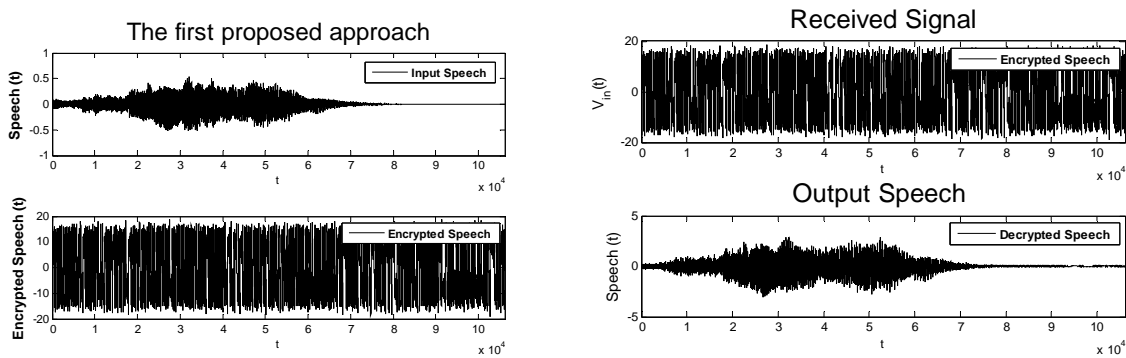 The first proposed approach
1
0.5
0
-0.5
-1
Speech (t)
Input Speech
0 1 2 3 4 5 6 7 8 9 10
t
x 10^4
20
10
0
-10
-20
Encrypted Speech (t)
Encrypted Speech
0 1 2 3 4 5 6 7 8 9 10
t
x 10^4
Received Signal
20
0
-20
V_in(t)
Encrypted Speech
0 1 2 3 4 5 6 7 8 9 10
t
x 10^4
Output Speech
5
0
-5
Speech (t)
Decrypted Speech
0 1 2 3 4 5 6 7 8 9 10
t
x 10^4